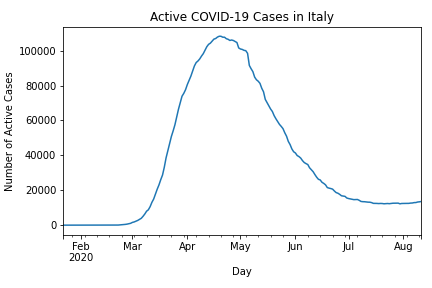 Active COVID-19 Cases in Italy
Number of Active Cases
100000
80000
60000
40000
20000
0
Feb Mar Apr May Jun Jul Aug
2020
Day